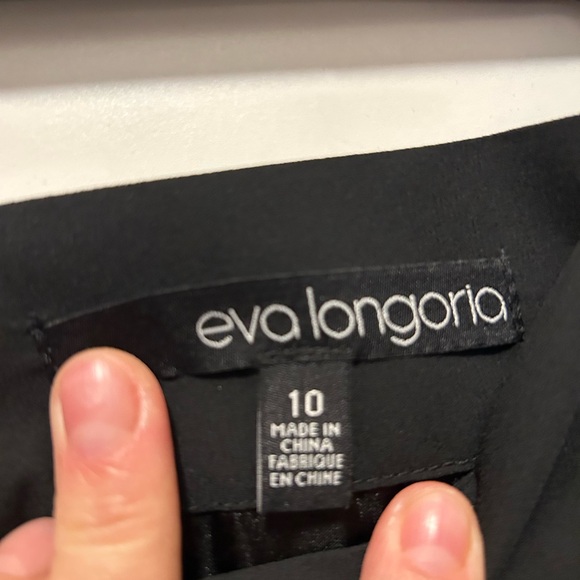 eva longoria
10
MADE IN
CHINA
FABRIQUE
EN CHINE